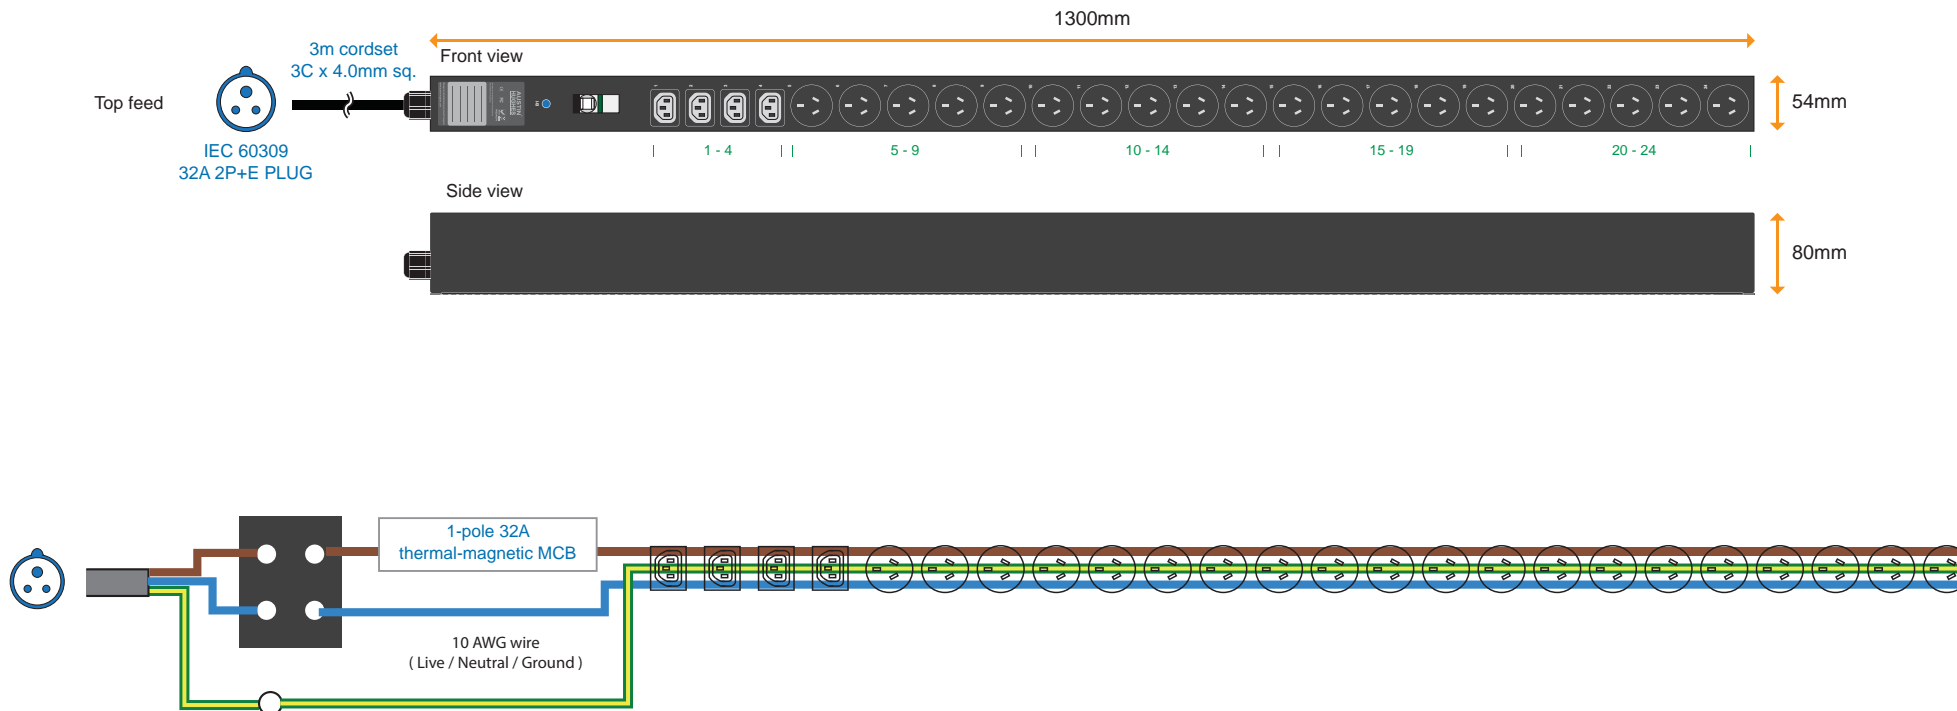 1300mm
3m cordset
3C x 4.0mm sq.
Front view
Top feed
54mm
IEC 60309
32A 2P+E PLUG
1 - 4
5 - 9
10 - 14
15 - 19
20 - 24
AUSTIN
HUGHES
Side view
80mm
1-pole 32A
thermal-magnetic MCB
10 AWG wire
( Live / Neutral / Ground )